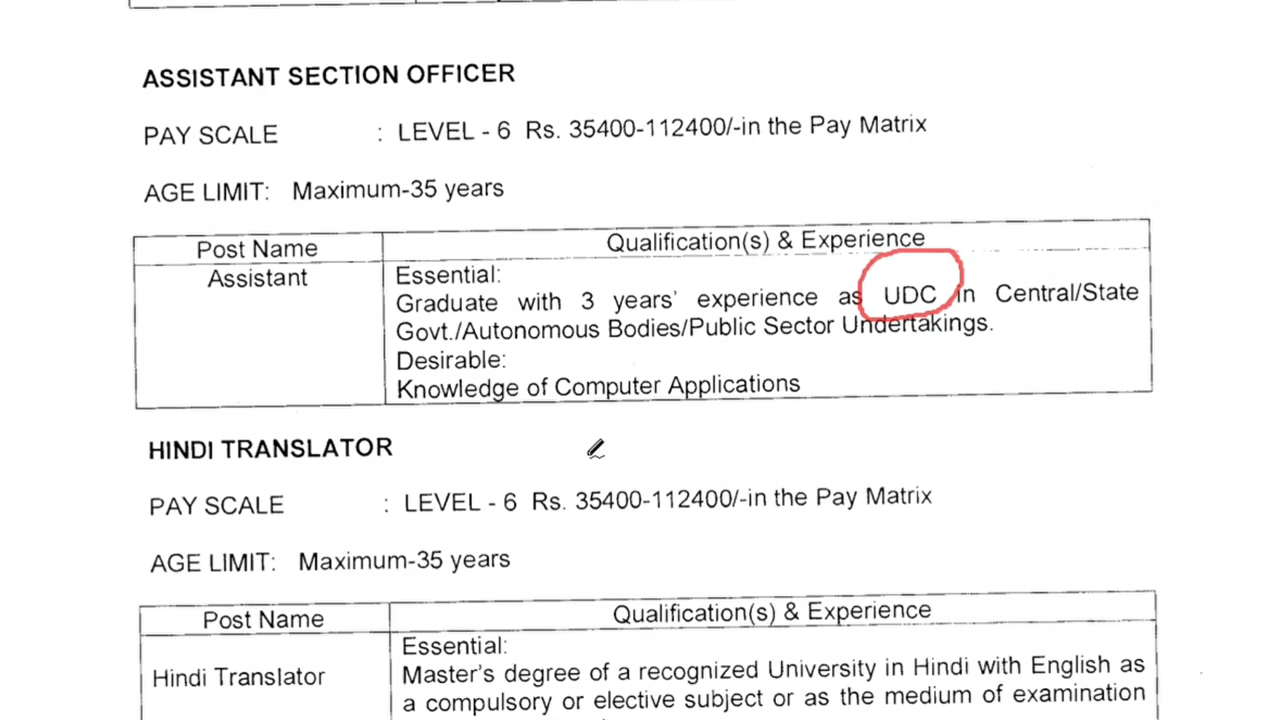 ASSISTANT SECTION OFFICER
PAY SCALE : LEVEL - 6 Rs. 35400-112400/-in the Pay Matrix
AGE LIMIT: Maximum-35 years
Post Name Qualification(s) & Experience
Assistant Essential:
Graduate with 3 years' experience as UDC in Central/State
Govt./Autonomous Bodies/Public Sector Undertakings.
Desirable:
Knowledge of Computer Applications
HINDI TRANSLATOR
PAY SCALE : LEVEL - 6 Rs. 35400-112400/-in the Pay Matrix
AGE LIMIT: Maximum-35 years
Post Name Qualification(s) & Experience
Essential:
Hindi Translator Master's degree of a recognized University in Hindi with English as
a compulsory or elective subject or as the medium of examination